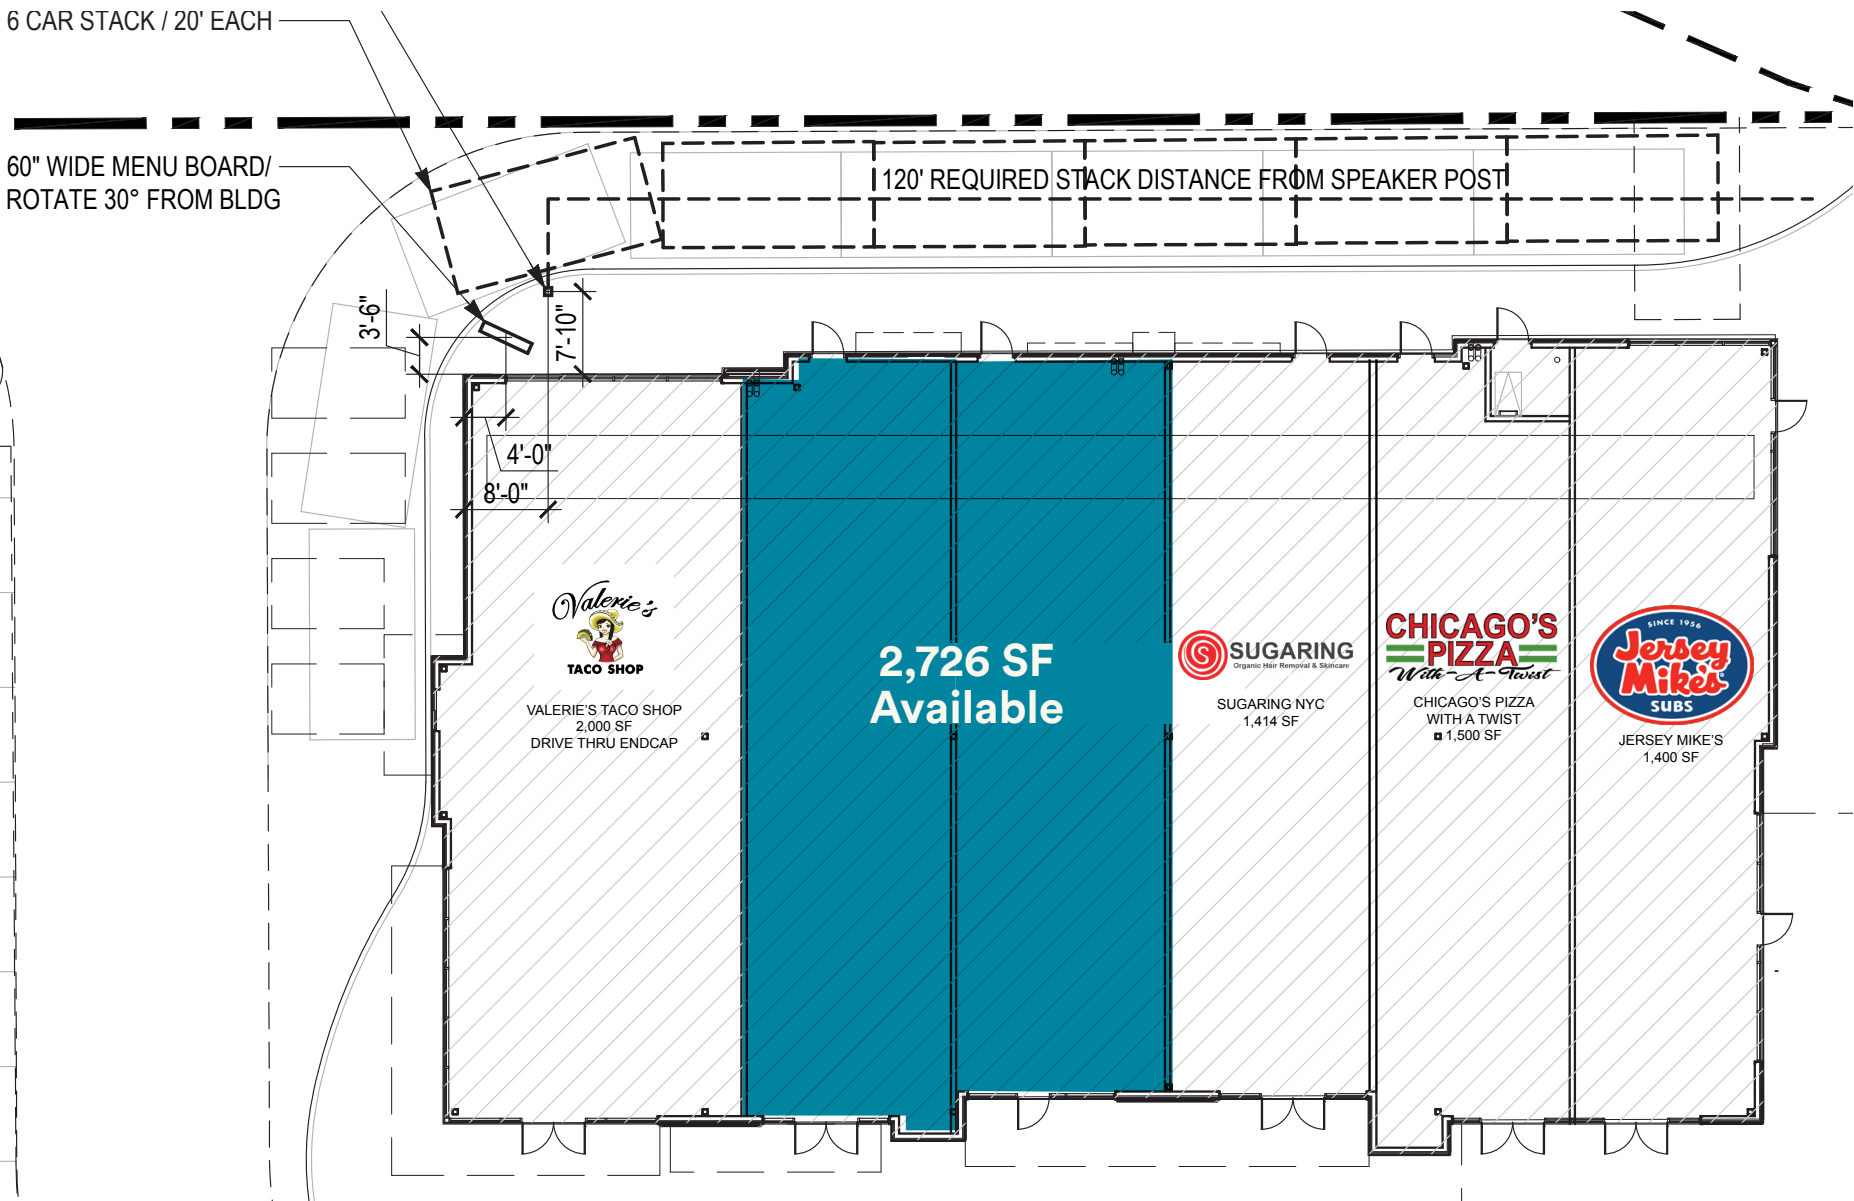 6 CAR STACK / 20' EACH
60" WIDE MENU BOARD/
ROTATE 30° FROM BLDG
120' REQUIRED STACK DISTANCE FROM SPEAKER POST
3'-6"
7'-10"
4'-0"
8'-0"
Valerie's
TACO SHOP
VALERIE'S TACO SHOP
2,000 SF
DRIVE THRU ENDCAP
2,726 SF
Available
S SUGARING
Organic Hair Removal & Skincare
SUGARING NYC
1,414 SF
CHICAGO'S
PIZZA
With-A-Twist
CHICAGO'S PIZZA
WITH A TWIST
1,500 SF
SINCE 1956
Jersey
Mike's
SUBS
JERSEY MIKE'S
1,400 SF